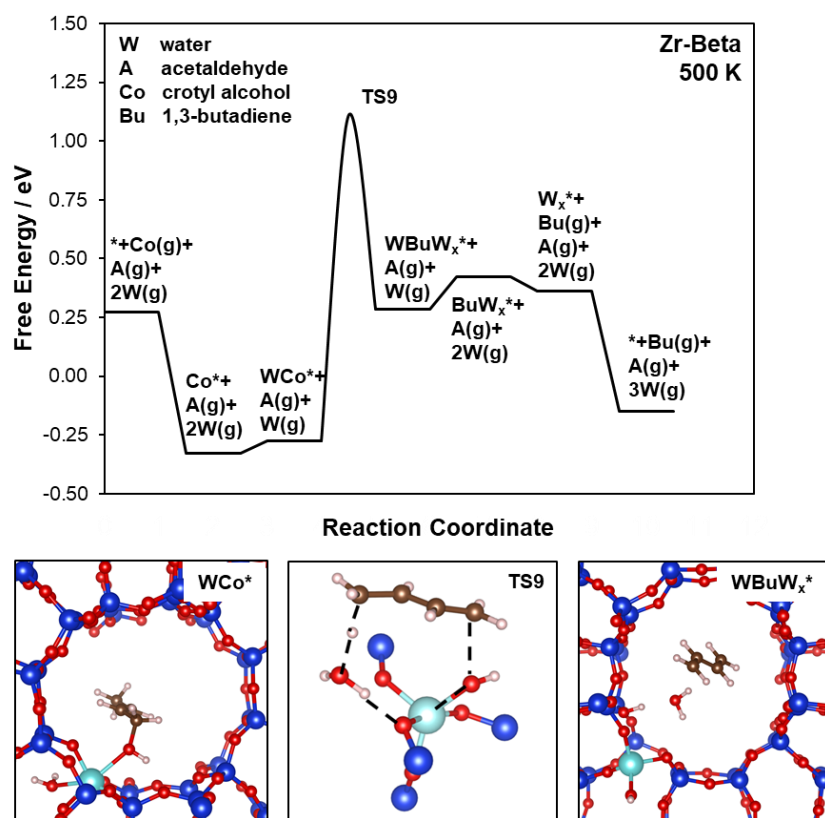 1.50
1.25
1.00
0.75
0.50
0.25
0.00
-0.25
-0.50
Free Energy / eV
W water
A acetaldehyde
Co crotyl alcohol
Bu 1,3-butadiene
Zr-Beta
500 K
TS9
*+Co(g)+
A(g)+
2W(g)
Co*+
A(g)+
2W(g)
WCo*+
A(g)+
W(g)
WBuWx*+
A(g)+
W(g)
BuWx*+
A(g)+
2W(g)
Wx*+
Bu(g)+
A(g)+
2W(g)
*+Bu(g)+
A(g)+
3W(g)
Reaction Coordinate
WCo*
TS9
WBuWx*